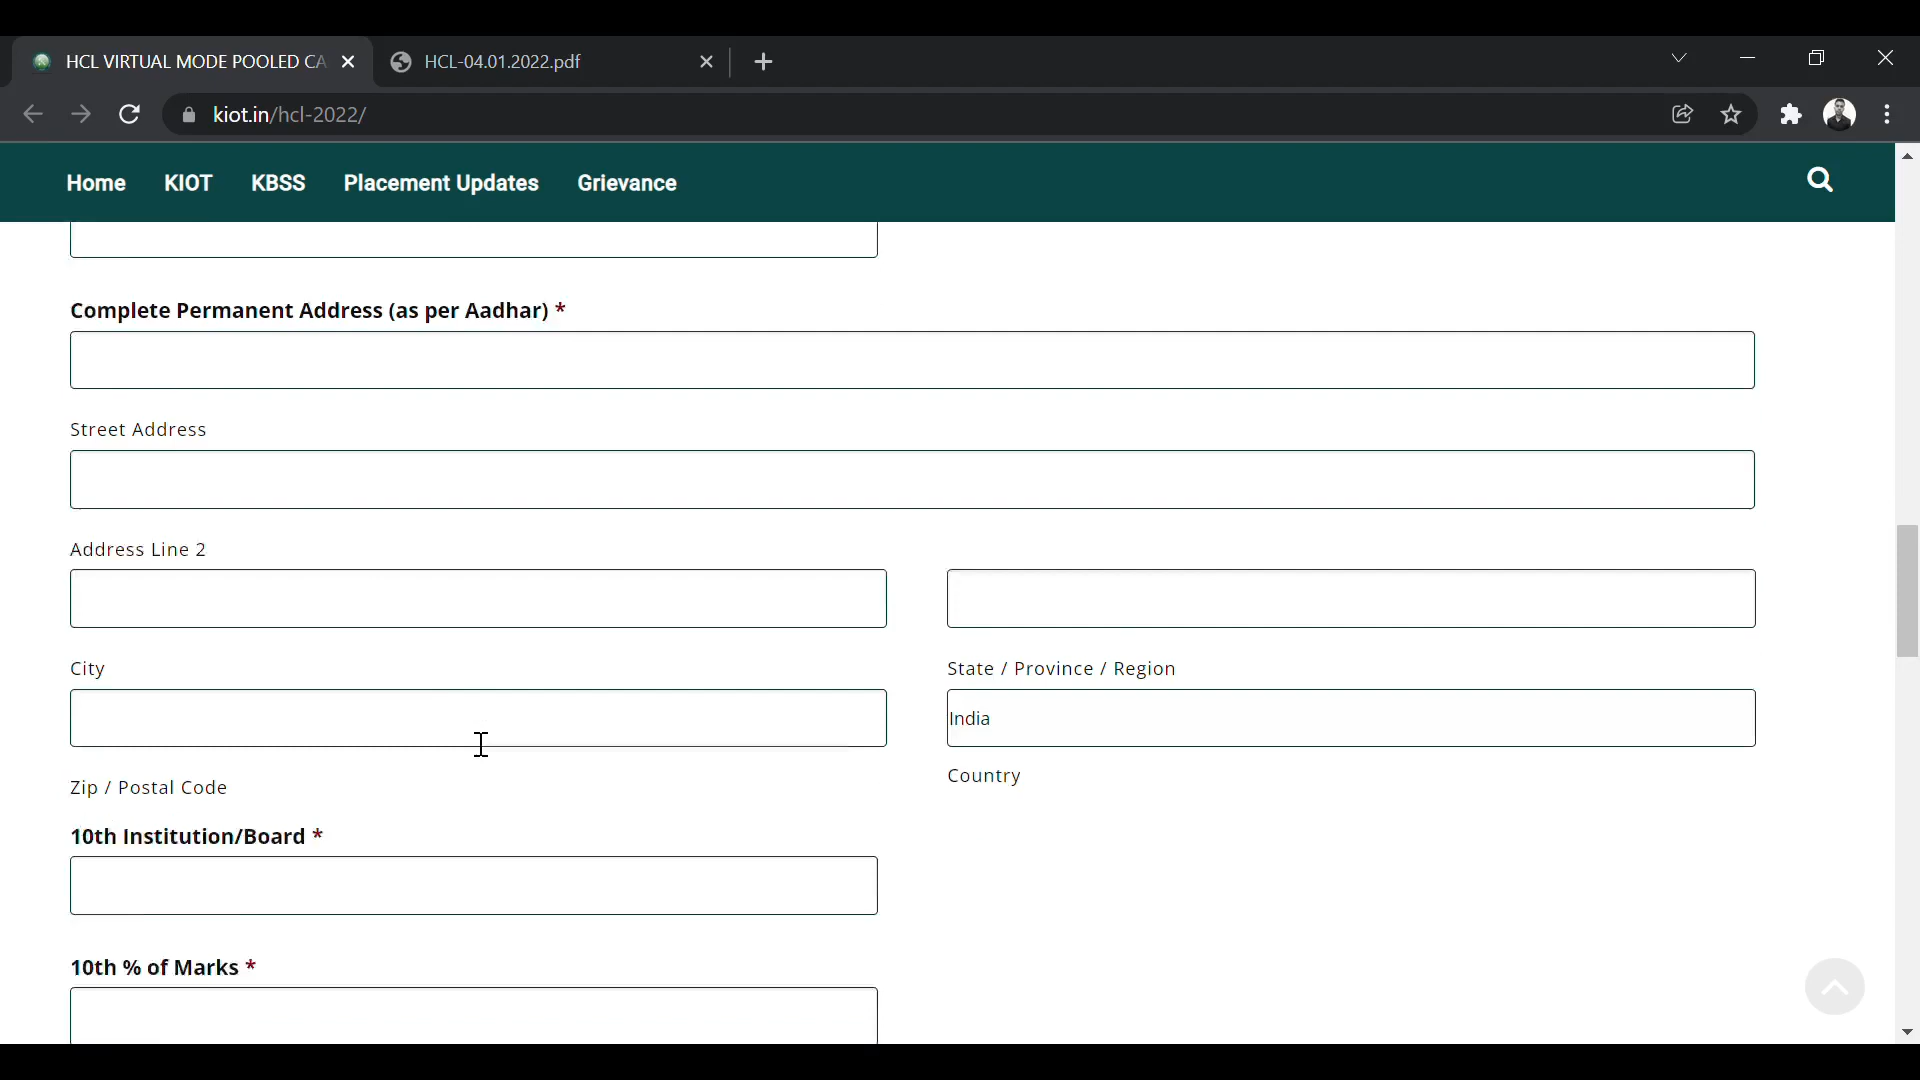 HCL VIRTUAL MODE POOLED CA
HCL-04.01.2022.pdf
kiot.in/hcl-2022/
Home KIOT KBSS Placement Updates Grievance
Complete Permanent Address (as per Aadhar) *
Street Address
Address Line 2
City State / Province / Region
India
Zip / Postal Code Country
10th Institution/Board *
10th % of Marks *